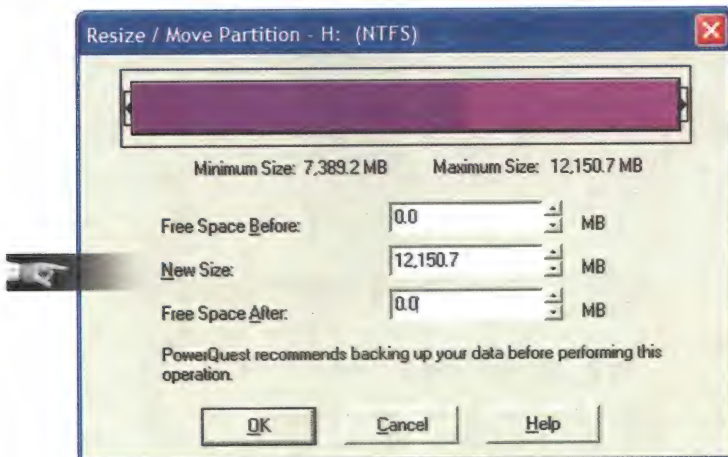 Resize / Move Partition - H: (NTFS)
Minimum Size: 7,389.2 MB Maximum Size: 12,150.7 MB
Free Space Before: 0.0 MB
New Size: 12,150.7 MB
Free Space After: 0.0 MB
PowerQuest recommends backing up your data before performing this
operation.
OK Cancel Help